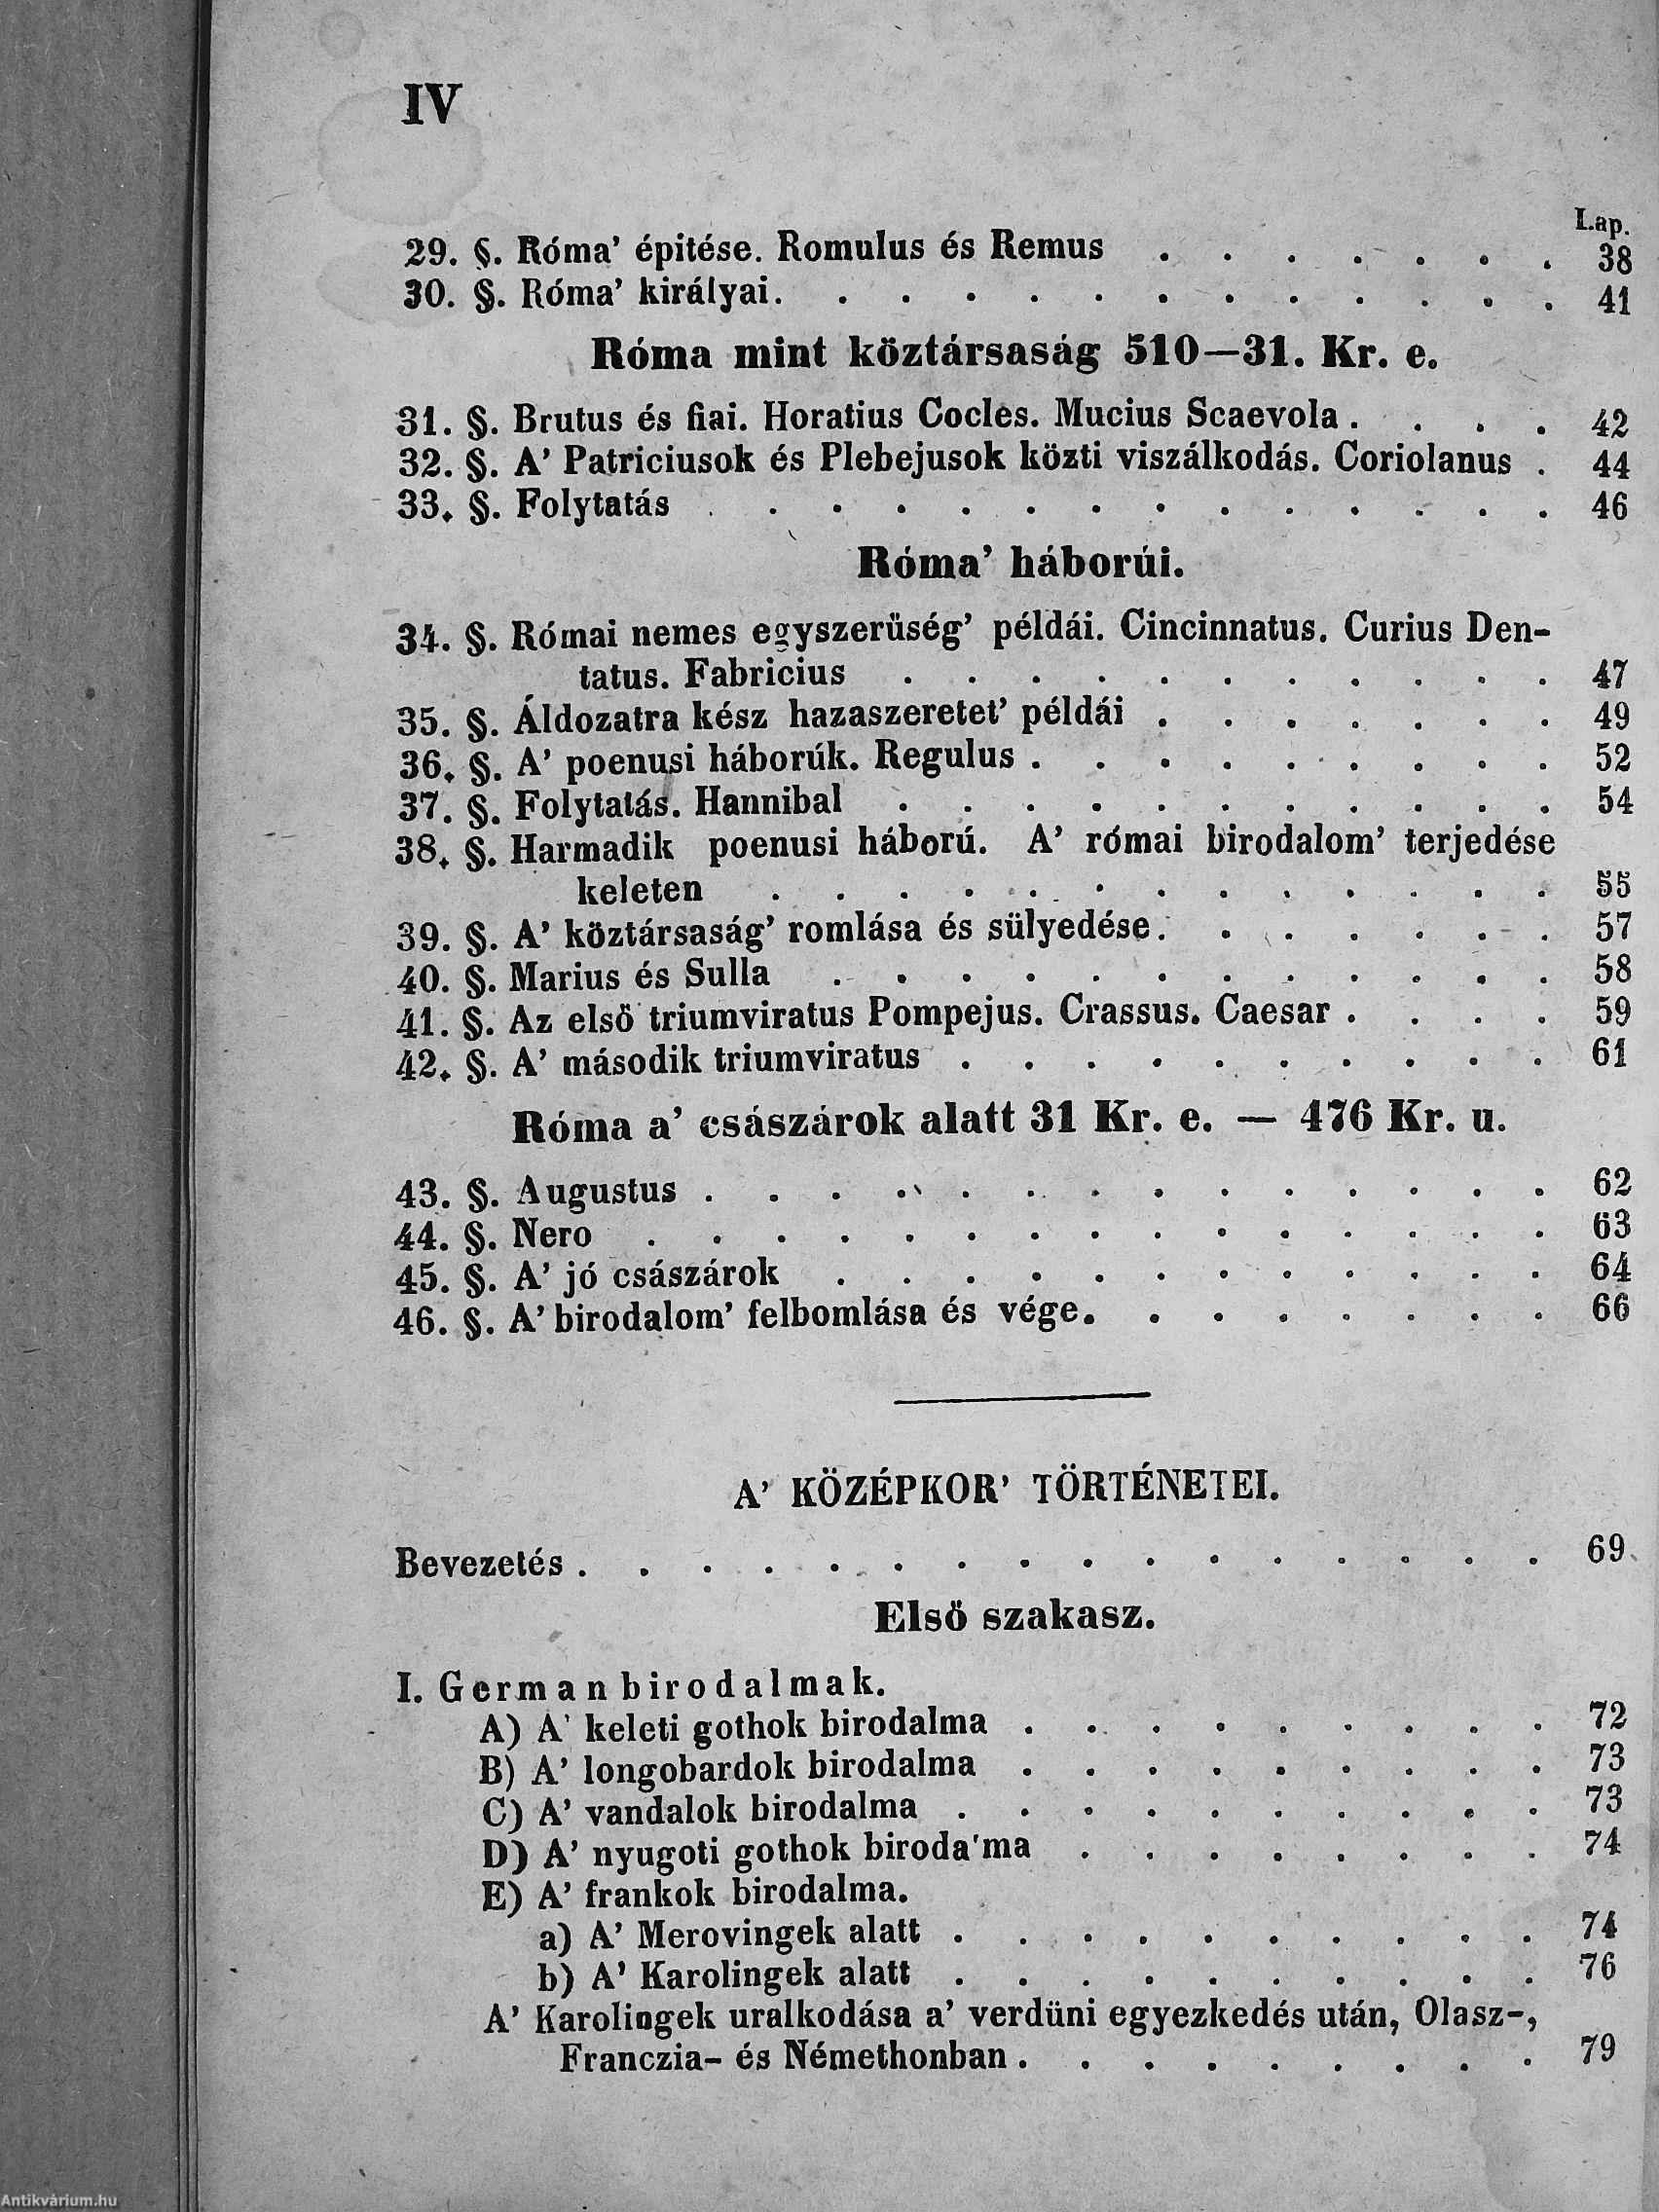 IV
Lap.
29. §. Róma’ épitése. Romulus és Remus . . . . . . . 38
30. §. Róma’ királyai. . . . . . . . . . . . . 41
Róma mint köztársaság 510—31. Kr. e.
31. §. Brutus és fiai. Horatius Cocles. Mucius Scaevola . . . . 42
32. §. A’ Patriciusok és Plebejusok közti viszálkodás. Coriolanus . 44
33. §. Folytatás . . . . . . . . . . . . . . 46
Róma’ háborúi.
34. §. Római nemes egyszerüség’ példái. Cincinnatus. Curius Den-
tatus. Fabricius . . . . . . . . . . . 47
35. §. Áldozatra kész hazaszeretet’ példái . . . . . . . 49
36. §. A’ poenusi háborúk. Regulus . . . . . . . . . 52
37. §. Folytatás. Hannibal . . . . . . . . . . . 54
38. §. Harmadik poenusi háború. A’ római birodalom’ terjedése
keleten . . . . . . . . . . . . . 55
39. §. A’ köztársaság’ romlása és sülyedése . . . . . . . 57
40. §. Marius és Sulla . . . . . . . . . . . . 58
41. §. Az elsö triumviratus Pompejus. Crassus. Caesar . . . . 59
42. §. A’ második triumviratus . . . . . . . . . . 61
Róma a’ császárok alatt 31 Kr. e. — 476 Kr. u.
43. §. Augustus . . . . . . . . . . . . . . 62
44. §. Nero . . . . . . . . . . . . . . . 63
45. §. A’ jó császárok . . . . . . . . . . . . 64
46. §. A’ birodalom’ felbomlása és vége. . . . . . . . 66
A’ KÖZÉPKOR’ TÖRTÉNETEI.
Bevezetés . . . . . . . . . . . . . . . . 69
Elsö szakasz.
I. German birodalmak.
A) A’ keleti gothok birodalma . . . . . . . . . 72
B) A’ longobardok birodalma . . . . . . . . . 73
C) A’ vandalok birodalma . . . . . . . . . . 73
D) A’ nyugoti gothok biroda'ma . . . . . . . . 74
E) A’ frankok birodalma.
a) A’ Merovingek alatt . . . . . . . . . . 74
b) A’ Karolingek alatt . . . . . . . . . . 76
A’ Karolingek uralkodása a’ verdüni egyezkedés után, Olasz-,
Franczia- és Némethonban . . . . . . . . . 79
Antikvárium.hu